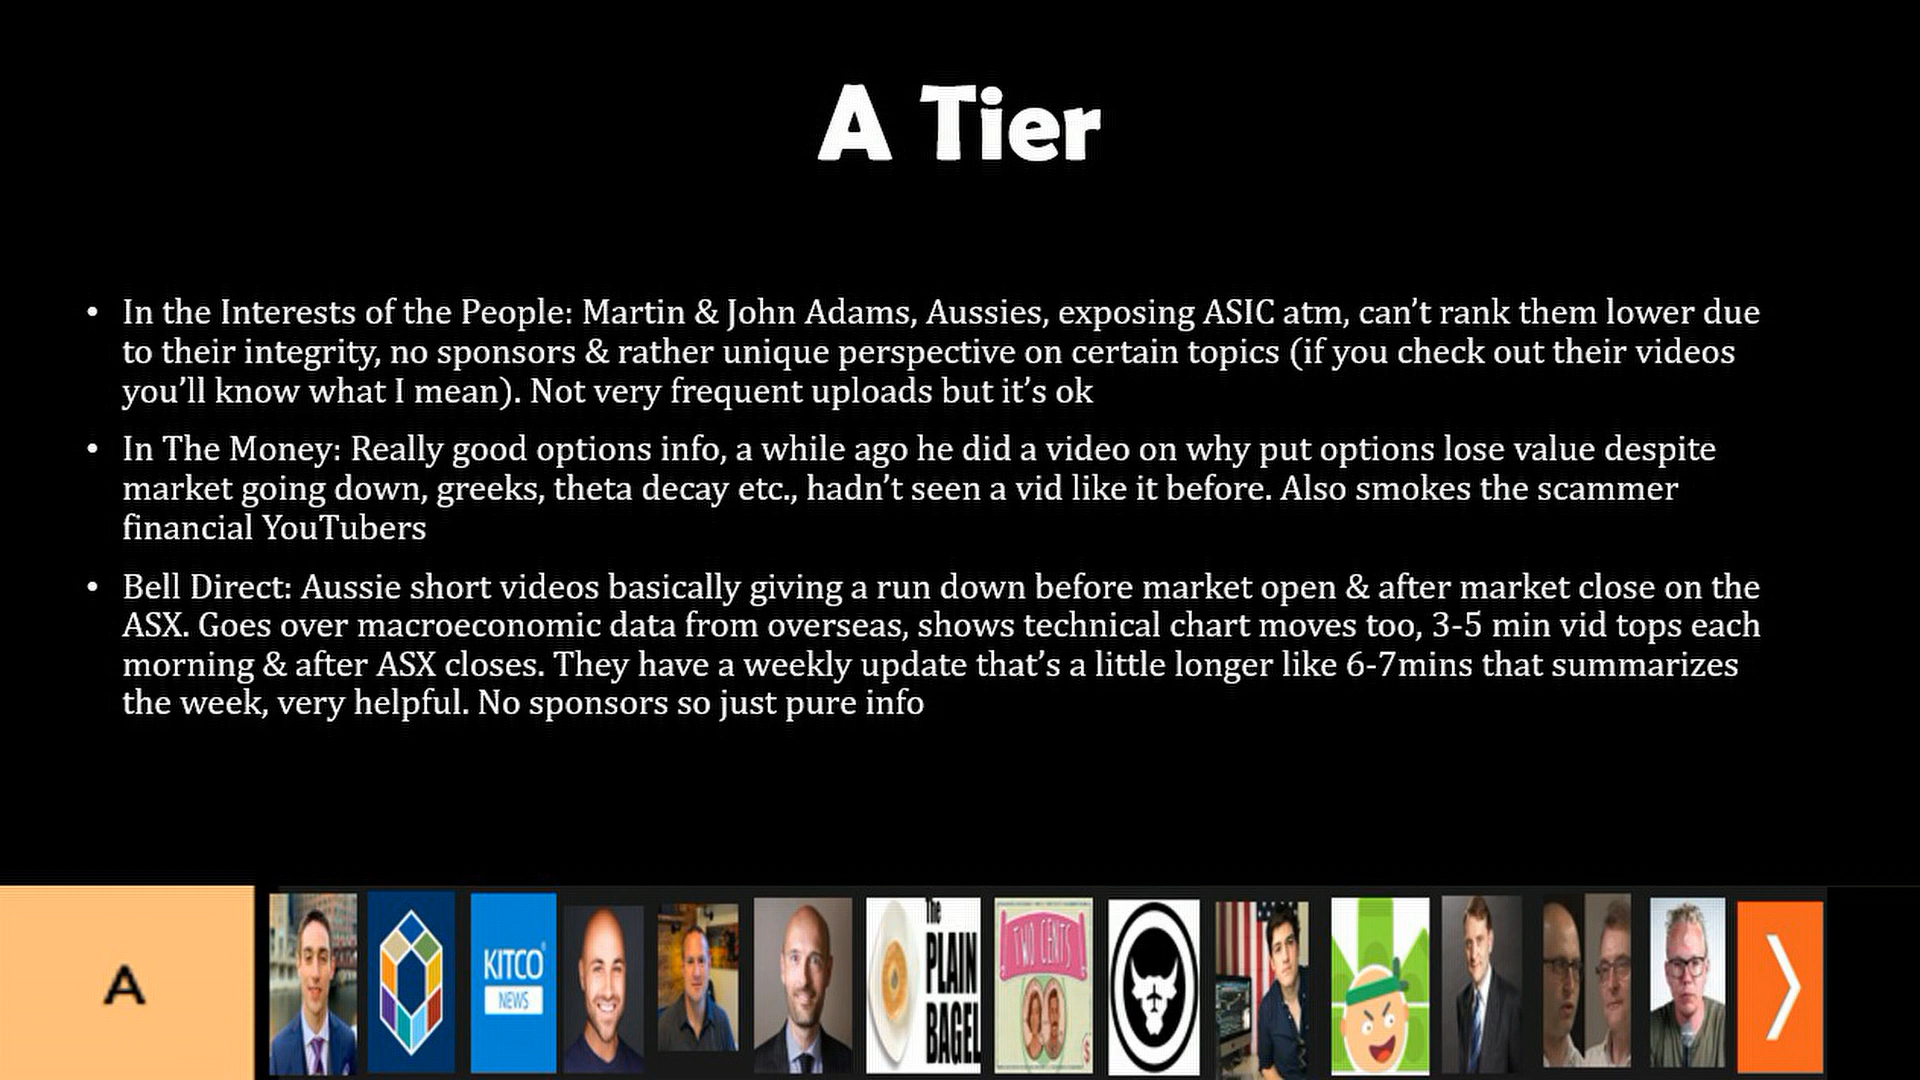 A Tier
• In the Interests of the People: Martin & John Adams, Aussies, exposing ASIC atm, can’t rank them lower due
to their integrity, no sponsors & rather unique perspective on certain topics (if you check out their videos
you’ll know what I mean). Not very frequent uploads but it’s ok
• In The Money: Really good options info, a while ago he did a video on why put options lose value despite
market going down, greeks, theta decay etc., hadn’t seen a vid like it before. Also smokes the scammer
financial YouTubers
• Bell Direct: Aussie short videos basically giving a run down before market open & after market close on the
ASX. Goes over macroeconomic data from overseas, shows technical chart moves too, 3-5 min vid tops each
morning & after ASX closes. They have a weekly update that’s a little longer like 6-7mins that summarizes
the week, very helpful. No sponsors so just pure info
A
KITCO
NEWS
The
PLAIN
BAGEL
TWO CENTS
$